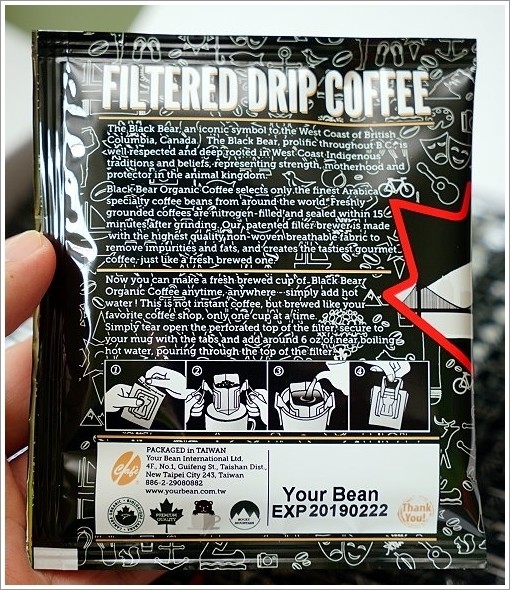 FILTERED DRIP COFFEE
The Black Bear, an iconic symbol to the West Coast of British
Columbia, Canada. The Black Bear, prolific throughout B.C., is
well-respected and deep rooted in West Coast Indigenous
traditions and beliefs, representing strength, motherhood and
protector in the animal kingdom.
Black Bear Organic Coffee selects only the finest Arabica
specialty coffee beans from around the world. Freshly
grounded coffees are nitrogen-filled and sealed within 15
minutes after grinding. Our patented filter brewer is made
with the highest quality non-woven breathable fabric to
remove impurities and fats, and creates the tastiest gourmet
coffee, just like a fresh brewed one.
Now you can make a fresh brewed cup of Black Bear
Organic Coffee anytime, anywhere - simply add hot
water ! This is not instant coffee, but brewed like your
favorite coffee shop, only one cup at a time.
Simply tear open the perforated top of the filter, secure to
your mug with the tabs and add around 6 oz of near boiling
hot water, pouring through the top of the filter.
1 2 3 4
Café
PACKAGED in TAIWAN
Your Bean International Ltd.
4F., No.1, Guifeng St., Taishan Dist.,
New Taipei City 243, Taiwan
886-2-29080882
www.yourbean.com.tw
PREMIUM
QUALITY
ROCKY
MOUNTAIN
Your Bean
EXP 20190222
Thank
You!